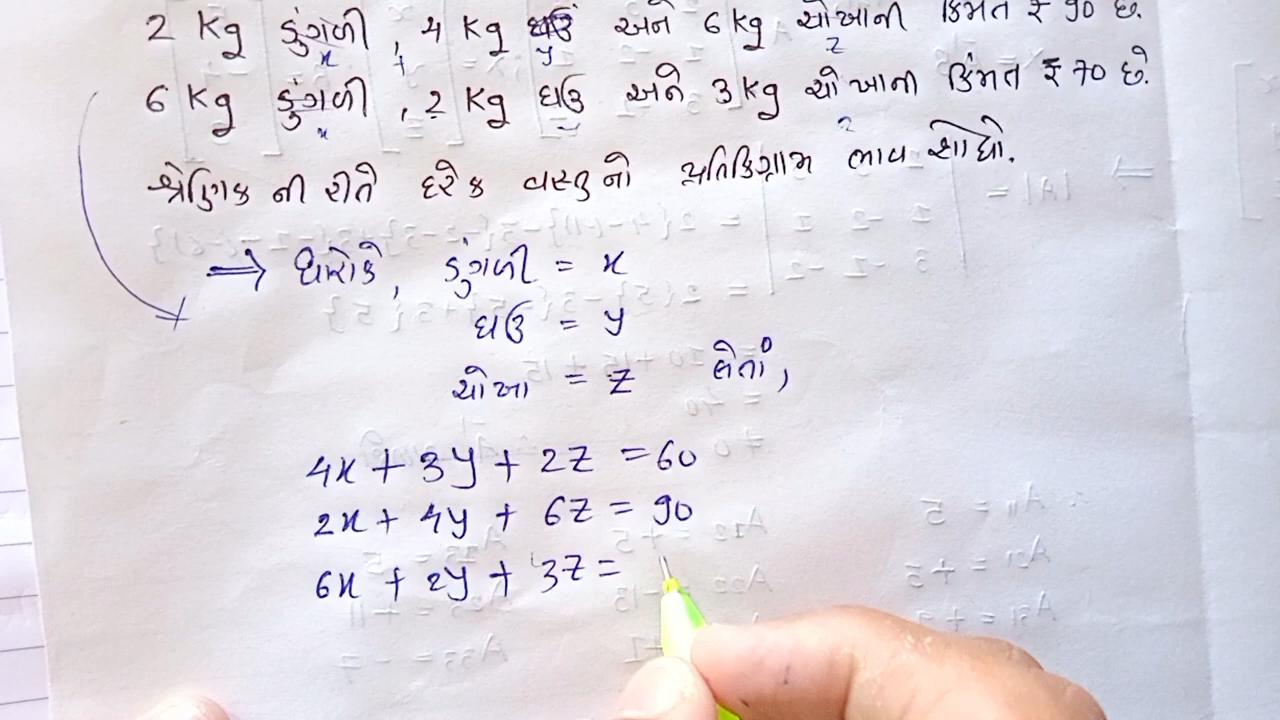 2 Kg ડુંગળી, 4 Kg ઘઉં અને 6 Kg ચોખાની કિંમત ₹ 90 છે.
x y z
6 Kg ડુંગળી, 2 Kg ઘઉં અને 3 Kg ચોખાની કિંમત ₹ 70 છે.
x
શ્રેણિક ની રીતે દરેક વસ્તુનો પ્રતિકિગ્રામ ભાવ શોધો.
⇒ ધારોકે, ડુંગળી = x
ઘઉ = y
ચોખા = z લેતાં,
4x + 3y + 2z = 60
2x + 4y + 6z = 90
6x + 2y + 3z =